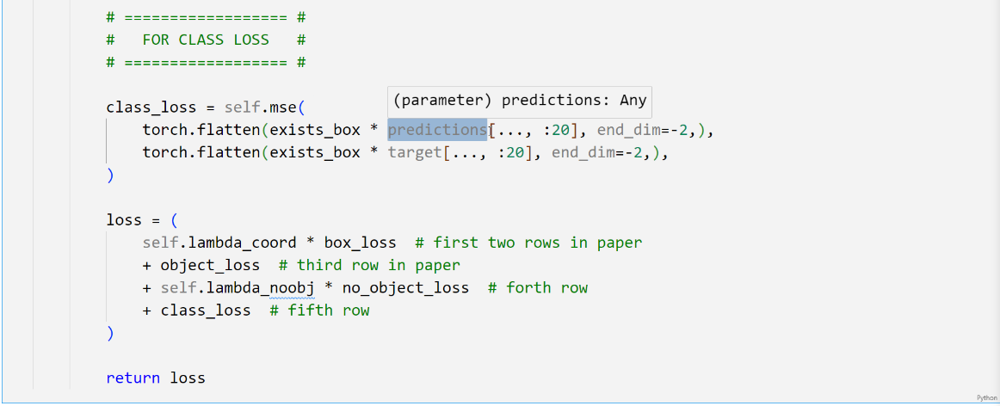 # ================== #
#   FOR CLASS LOSS   #
# ================== #
(parameter) predictions: Any
class_loss = self.mse(
    torch.flatten(exists_box * predictions[..., :20], end_dim=-2,),
    torch.flatten(exists_box * target[..., :20], end_dim=-2,),
)
loss = (
    self.lambda_coord * box_loss  # first two rows in paper
    + object_loss  # third row in paper
    + self.lambda_noobj * no_object_loss  # forth row
    + class_loss  # fifth row
)
return loss
Python